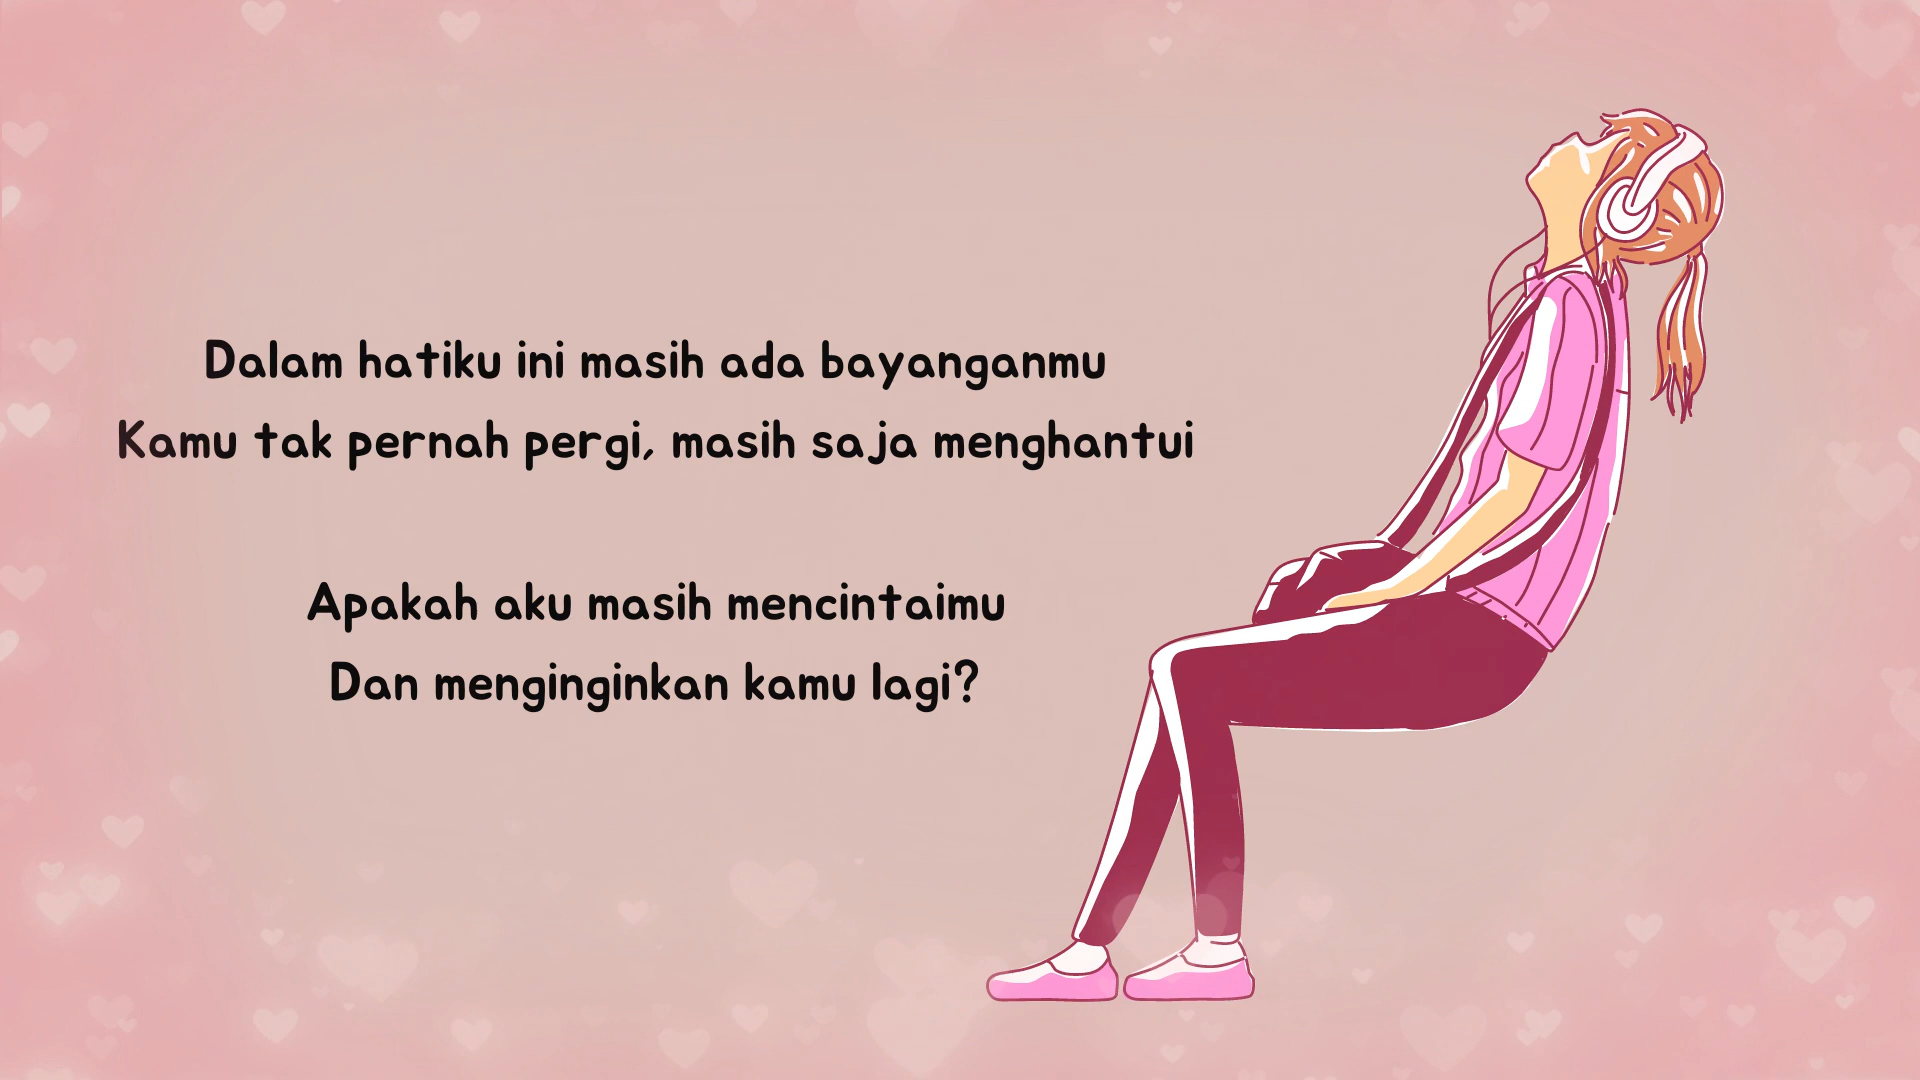 Dalam hatiku ini masih ada bayanganmu
Kamu tak pernah pergi, masih saja menghantui
Apakah aku masih mencintaimu
Dan menginginkan kamu lagi?